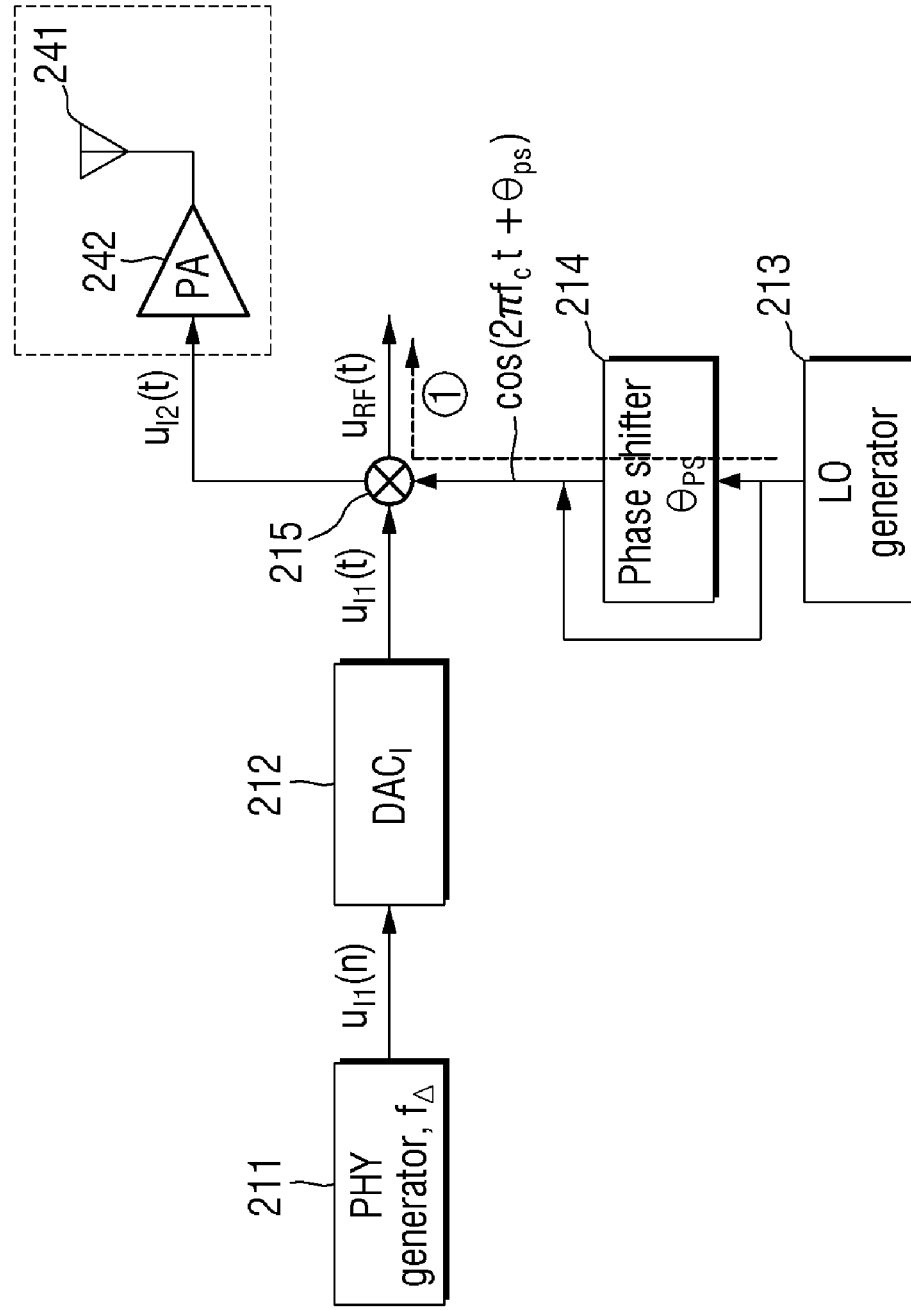 241
242
PA
u_I2(t)
u_RF(t)
①
cos(2πf_c t + Θ_ps)
215
u_I1(t)
214
Phase shifter
Θ_PS
213
LO
generator
212
DAC_I
u_I1(n)
211
PHY
generator, f_△